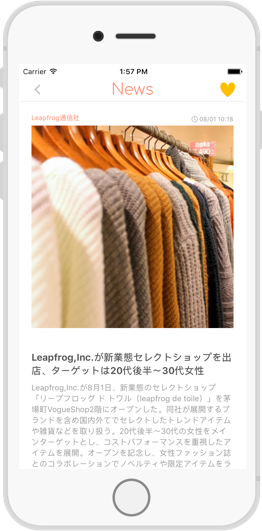 Carrier 1:57 PM
News
Leapfrog通信社 08/01 10:18
490
Leapfrog,Inc.が新業態セレクトショップを出
店、ターゲットは20代後半〜30代女性
Leapfrog,Inc.が8月1日、新業態のセレクトショップ
「リープフロッグ ド トワル（leapfrog de toile）」を茅
場町VogueShop2階にオープンした。同社が展開するブ
ランドを含め国内外でセレクトしたトレンドアイテム
や雑貨などを取り扱う。20代後半〜30代の女性をメイ
ンターゲットとし、コストパフォーマンスを重視したア
イテムを展開。オープンを記念し、女性ファッション誌
とのコラボレーションでノベルティや限定アイテムをラ